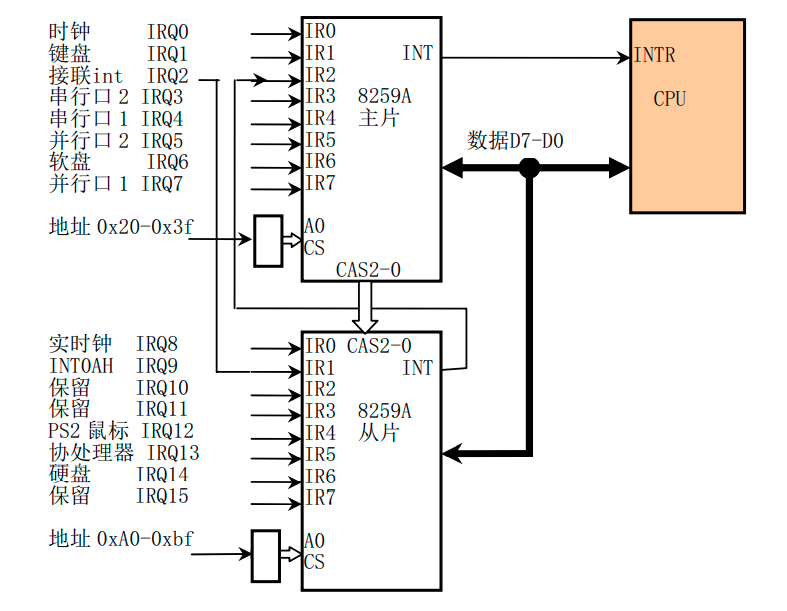 时钟 IRQ0
键盘 IRQ1
接联int IRQ2
串行口 2 IRQ3
串行口 1 IRQ4
并行口 2 IRQ5
软盘 IRQ6
并行口 1 IRQ7
地址 0x20-0x3f
IR0
IR1
IR2
IR3
IR4
IR5
IR6
IR7
A0
CS
INT
8259A
主片
CAS2-0
INTR
CPU
数据D7-D0
实时钟 IRQ8
INT0AH IRQ9
保留 IRQ10
保留 IRQ11
PS2 鼠标 IRQ12
协处理器 IRQ13
硬盘 IRQ14
保留 IRQ15
地址 0xA0-0xbf
IR0 CAS2-0
IR1
IR2
IR3
IR4
IR5
IR6
IR7
A0
CS
INT
8259A
从片